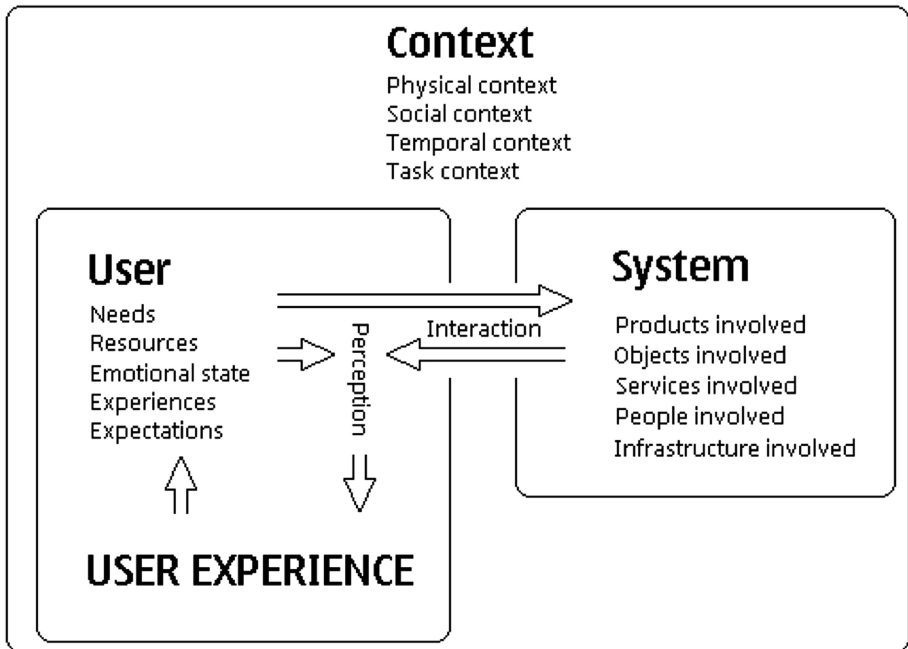 Context
Physical context
Social context
Temporal context
Task context
User
Needs
Resources
Emotional state
Experiences
Expectations
Perception
Interaction
System
Products involved
Objects involved
Services involved
People involved
Infrastructure involved
USER EXPERIENCE